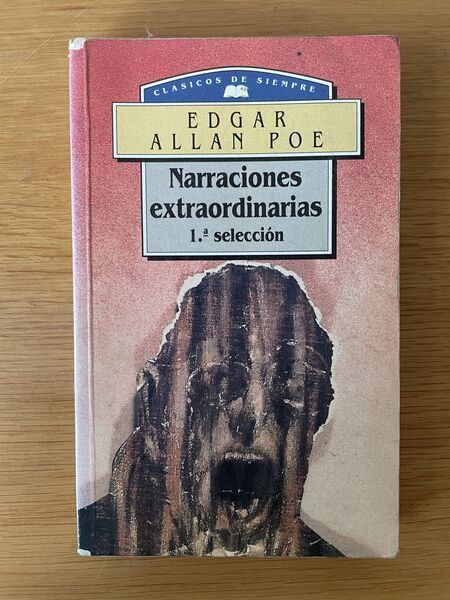 CLASICOS DE SIEMPRE
EDGAR
ALLAN POE
Narraciones
extraordinarias
1.ª selección